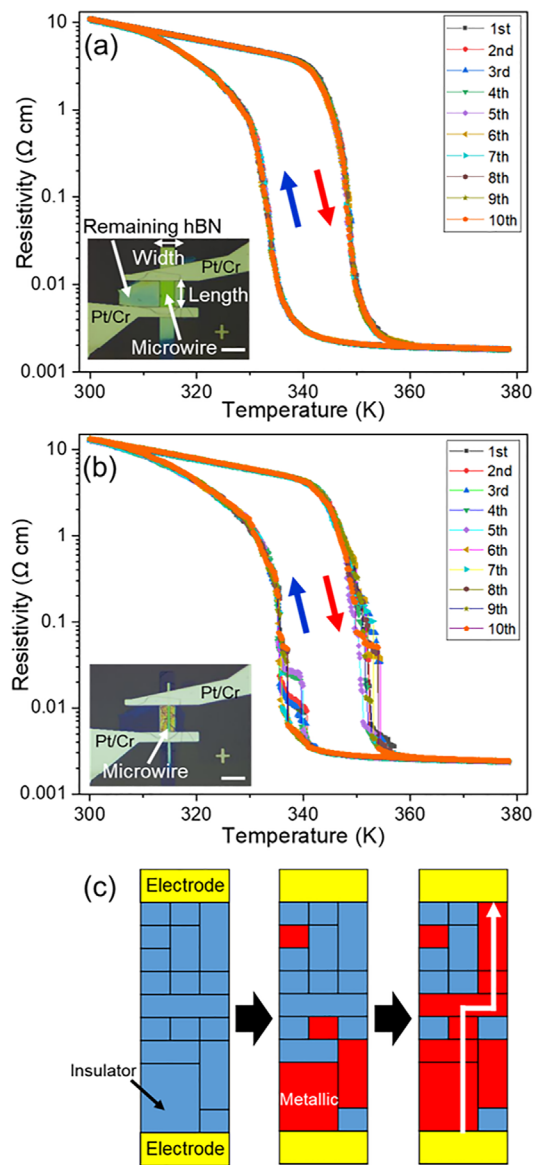 (a)
10
1
0.1
0.01
0.001
Resistivity (Ω cm)
1st
2nd
3rd
4th
5th
6th
7th
8th
9th
10th
Remaining hBN
Width
Pt/Cr
Length
Pt/Cr
Microwire
300
320
340
360
380
Temperature (K)
(b)
10
1
0.1
0.01
0.001
Resistivity (Ω cm)
1st
2nd
3rd
4th
5th
6th
7th
8th
9th
10th
Pt/Cr
Pt/Cr
Microwire
300
320
340
360
380
Temperature (K)
(c)
Electrode
Insulator
Metallic
Electrode